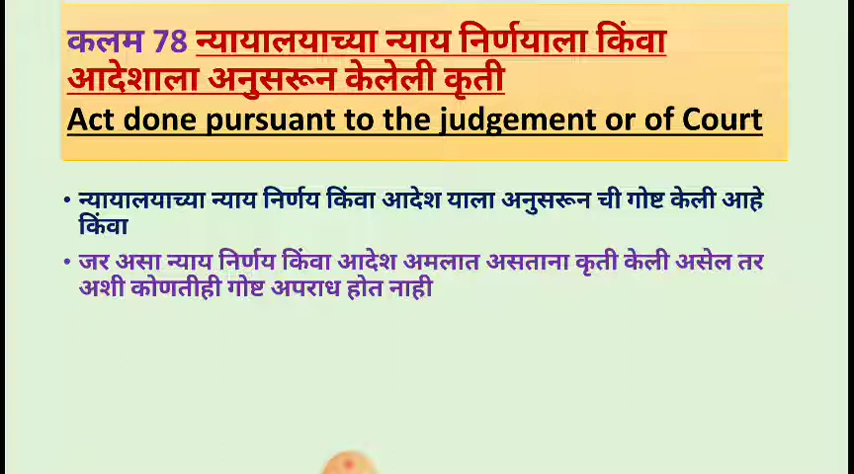 कलम 78 न्यायालयाच्या न्याय निर्णयाला किंवा
आदेशाला अनुसरून केलेली कृती
Act done pursuant to the judgement or of Court
• न्यायालयाच्या न्याय निर्णय किंवा आदेश याला अनुसरून ची गोष्ट केली आहे
किंवा
• जर असा न्याय निर्णय किंवा आदेश अमलात असताना कृती केली असेल तर
अशी कोणतीही गोष्ट अपराध होत नाही